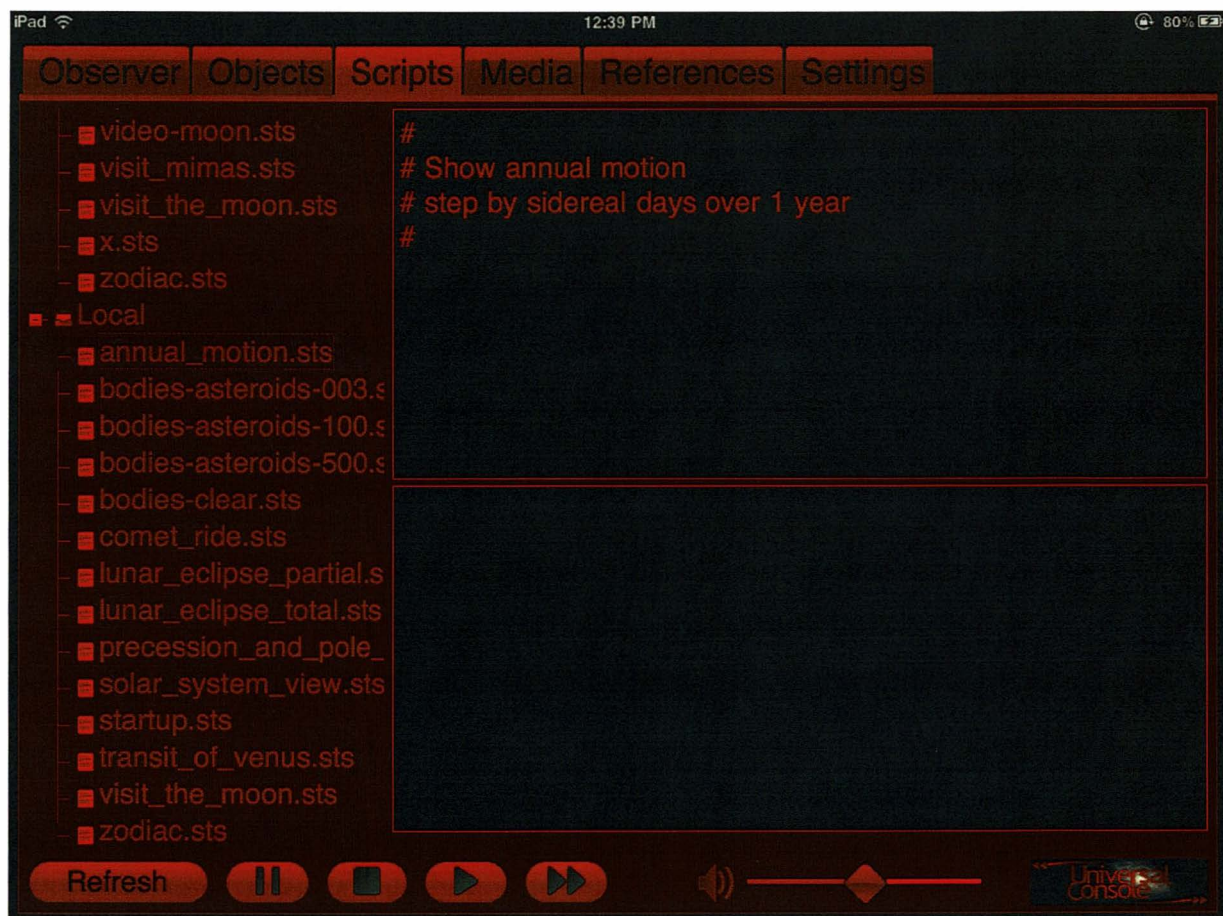 iPad 12:39 PM 80%
Observer Objects Scripts Media References Settings
video-moon.sts
visit_mimas.sts
visit_the_moon.sts
x.sts
zodiac.sts
Local
annual_motion.sts
bodies-asteroids-003.s
bodies-asteroids-100.s
bodies-asteroids-500.s
bodies-clear.sts
comet_ride.sts
lunar_eclipse_partial.s
lunar_eclipse_total.sts
precession_and_pole_
solar_system_view.sts
startup.sts
transit_of_venus.sts
visit_the_moon.sts
zodiac.sts
#
# Show annual motion
# step by sidereal days over 1 year
#
Refresh
Universal
Console